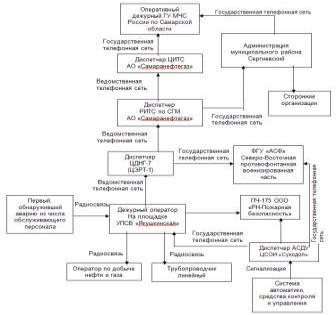 Оперативный
дежурный ГУ МЧС
России по Самарской
области
Государственная телефонная сеть
Государственная
телефонная сеть
Администрация
муниципального района
Сергиевский
Диспетчер ЦИТС
АО «Самаранефтегаз»
Ведомственная
телефонная сеть
Государственная
телефонная сеть
Сторонние
организации
Диспетчер
РИТС по СГМ
АО «Самаранефтегаз»
Ведомственная
телефонная сеть
Диспетчер
ЦДНГ-7
(ЦЭРТ-1)
Государственная
телефонная сеть
ФГУ «АСФ»
Северо-Восточная
противофонтанная
военизированная
часть
Ведомственная
телефонная сеть
Первый,
обнаруживший
аварию из числа
обслуживающего
персонала
Радиосвязь
Дежурный оператор
На площадке
УПСВ «Якушкинская»
ПЧ-175 ООО
«РН-Пожарная
безопасность»
Государственная телефонная
сеть
Государственная
телефонная сеть
Радиосвязь
Радиосвязь
Диспетчер АСДУ
ЦСОИ «Суходол»
Оператор по добыче
нефти и газа
Трубопроводчик
линейный
Сигнализация
Система
автоматики,
средства контроля
и управления